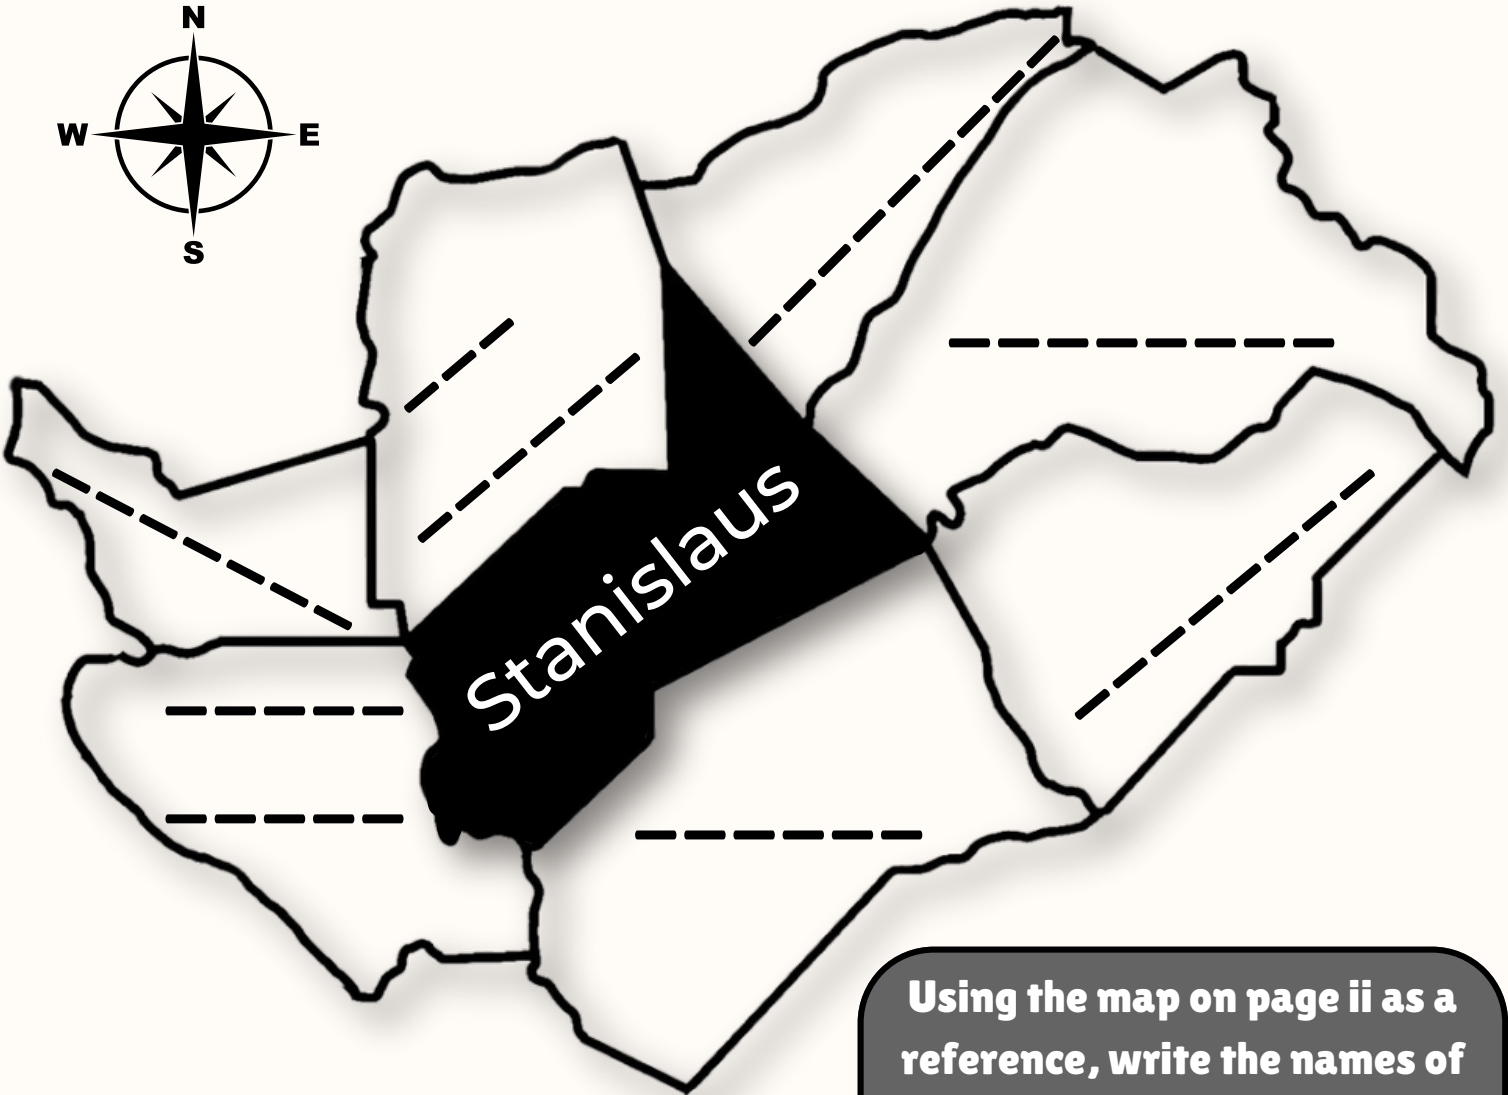 N
W E
S
Stanislaus
Using the map on page ii as a
reference, write the names of